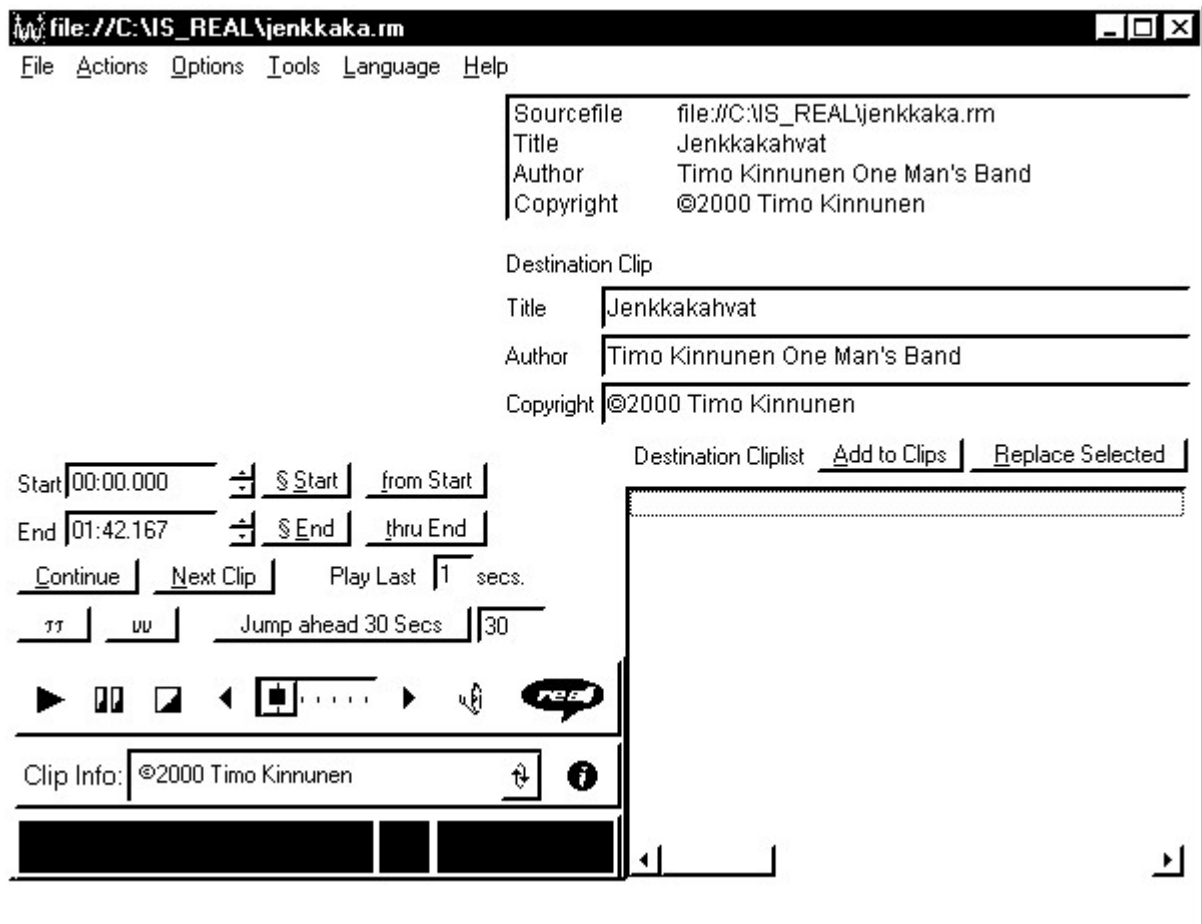 file://C:\IS_REAL\jenkkaka.rm
File Actions Options Tools Language Help
Sourcefile file://C:\IS_REAL\jenkkaka.rm
Title Jenkkakahvat
Author Timo Kinnunen One Man's Band
Copyright ©2000 Timo Kinnunen
Destination Clip
Title Jenkkakahvat
Author Timo Kinnunen One Man's Band
Copyright ©2000 Timo Kinnunen
Destination Cliplist Add to Clips Replace Selected
Start 00:00.000 § Start from Start
End 01:42.167 § End thru End
Continue Next Clip Play Last 1 secs.
Jump ahead 30 Secs 30
real
Clip Info: ©2000 Timo Kinnunen